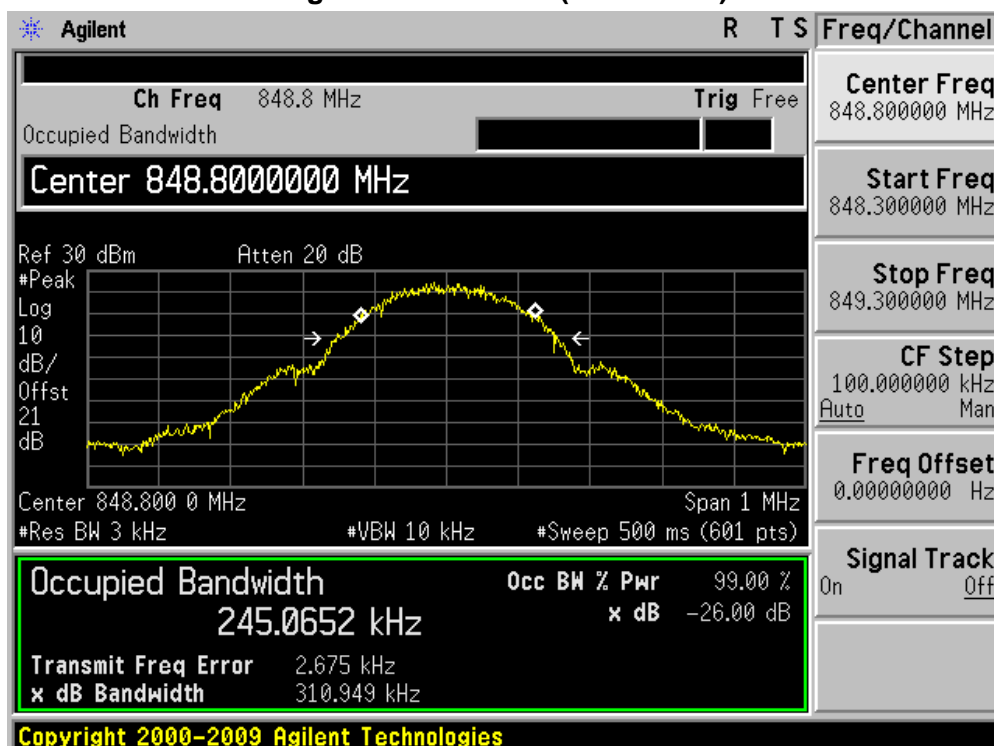 Agilent R T S
Freq/Channel
Ch Freq 848.8 MHz Trig Free
Occupied Bandwidth
Center 848.8000000 MHz
Ref 30 dBm Atten 20 dB
#Peak
Log
10
dB/
Offst
21
dB
Center 848.800 0 MHz Span 1 MHz
#Res BW 3 kHz #VBW 10 kHz #Sweep 500 ms (601 pts)
Occupied Bandwidth Occ BW % Pwr 99.00 %
245.0652 kHz x dB -26.00 dB
Transmit Freq Error 2.675 kHz
x dB Bandwidth 310.949 kHz
Copyright 2000-2009 Agilent Technologies
Center Freq
848.800000 MHz
Start Freq
848.300000 MHz
Stop Freq
849.300000 MHz
CF Step
100.000000 kHz
Auto Man
Freq Offset
0.00000000 Hz
Signal Track
On Off